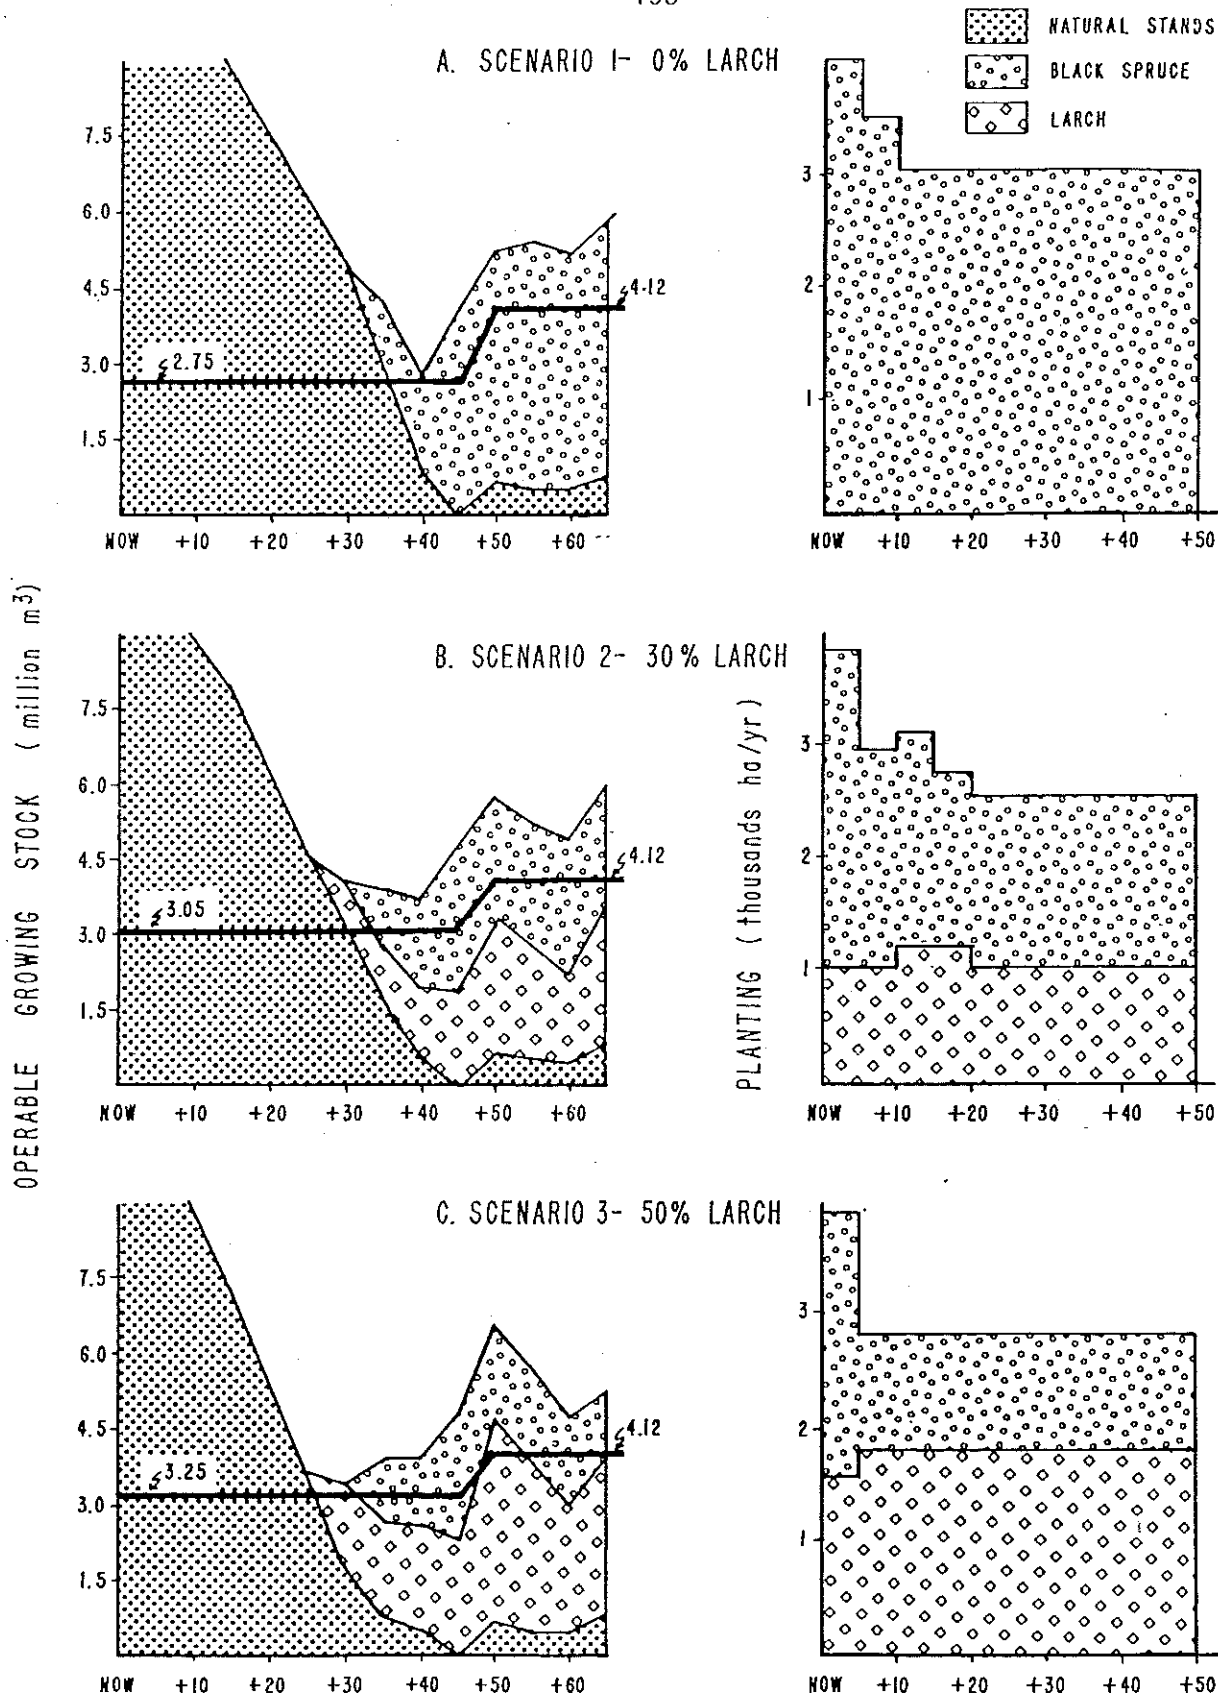 NATURAL STANDS
BLACK SPRUCE
LARCH
A. SCENARIO 1- 0% LARCH
7.5
6.0
4.5
3.0
1.5
2.75
4.12
NOW +10 +20 +30 +40 +50 +60
3
2
1
NOW +10 +20 +30 +40 +50
OPERABLE GROWING STOCK (million m³)
B. SCENARIO 2- 30% LARCH
7.5
6.0
4.5
3.0
1.5
3.05
4.12
NOW +10 +20 +30 +40 +50 +60
PLANTING (thousands ha/yr)
3
2
1
NOW +10 +20 +30 +40 +50
C. SCENARIO 3- 50% LARCH
7.5
6.0
4.5
3.0
1.5
3.25
4.12
NOW +10 +20 +30 +40 +50 +60
3
2
1
NOW +10 +20 +30 +40 +50